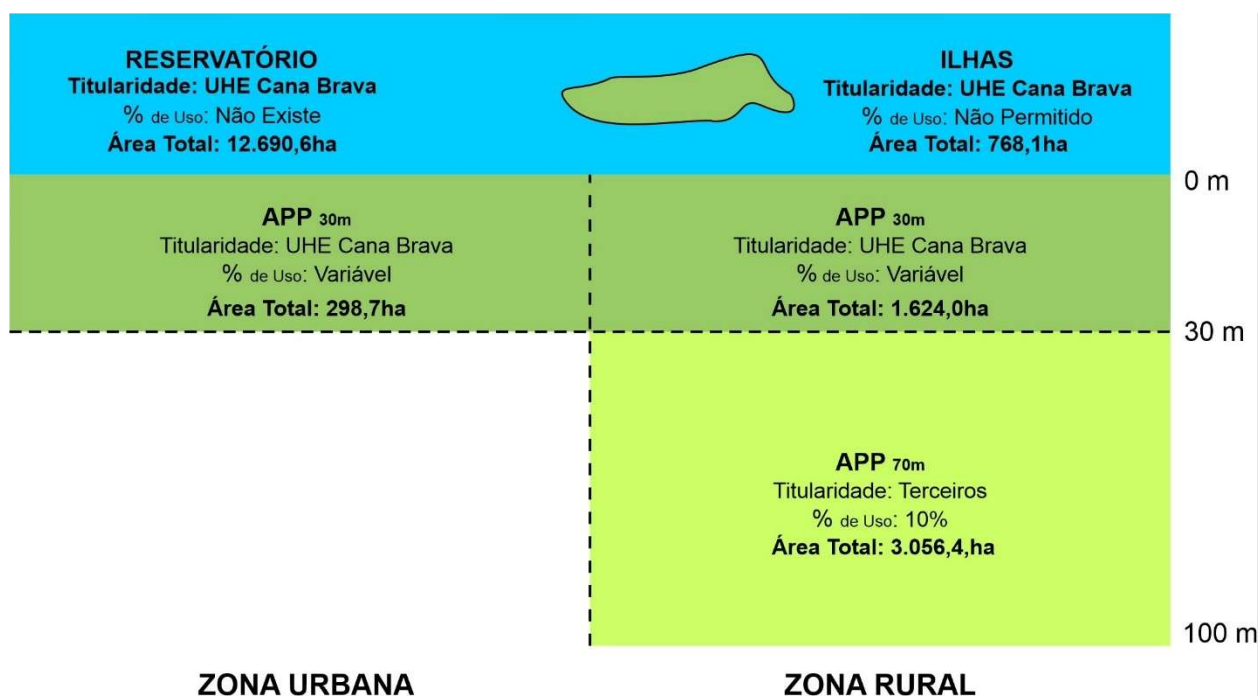 RESERVATÓRIO
Titularidade: UHE Cana Brava
% de Uso: Não Existe
Área Total: 12.690,6ha
ILHAS
Titularidade: UHE Cana Brava
% de Uso: Não Permitido
Área Total: 768,1ha
0 m
APP 30m
Titularidade: UHE Cana Brava
% de Uso: Variável
Área Total: 298,7ha
APP 30m
Titularidade: UHE Cana Brava
% de Uso: Variável
Área Total: 1.624,0ha
30 m
APP 70m
Titularidade: Terceiros
% de Uso: 10%
Área Total: 3.056,4,ha
100 m
ZONA URBANA
ZONA RURAL